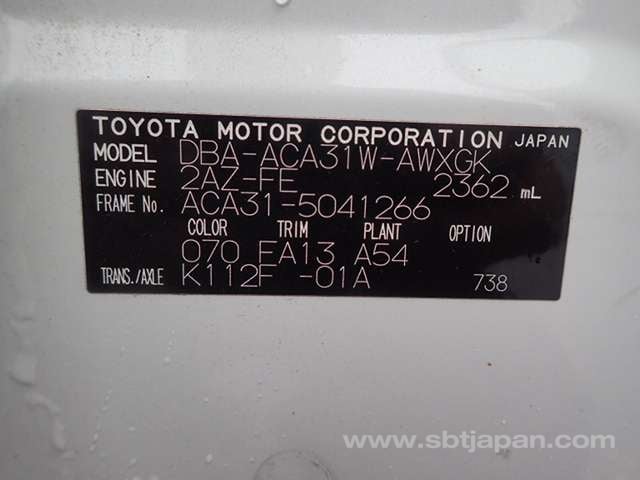 TOYOTA MOTOR CORPORATION JAPAN
MODEL DBA-ACA31W-AWXGK
ENGINE 2AZ-FE 2362 mL
FRAME No. ACA31-5041266
COLOR TRIM PLANT OPTION
070 FA13 A54
TRANS./AXLE K112F -01A 738
www.sbtjapan.com